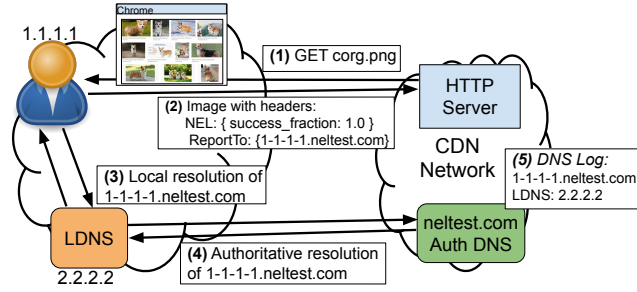 Chrome
1.1.1.1
(1) GET corg.png
HTTP
Server
(2) Image with headers:
NEL: { success_fraction: 1.0 }
ReportTo: {1-1-1-1.neltest.com}
CDN
Network
(5) DNS Log:
1-1-1-1.neltest.com
LDNS: 2.2.2.2
(3) Local resolution of
1-1-1-1.neltest.com
LDNS
2.2.2.2
neltest.com
Auth DNS
(4) Authoritative resolution
of 1-1-1-1.neltest.com